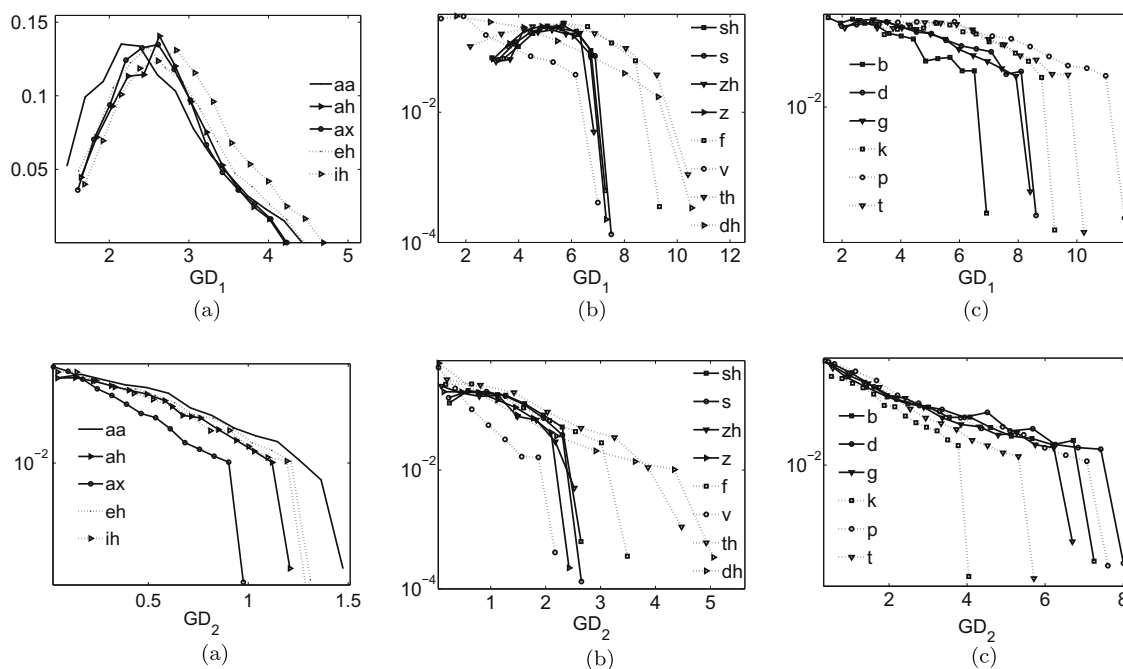 0.15
0.1
0.05
aa
ah
ax
eh
ih
2 3 4 5
GD1
(a)
10−2
10−4
sh
s
zh
z
f
v
th
dh
2 4 6 8 10 12
GD1
(b)
10−2
b
d
g
k
p
t
2 4 6 8 10
GD1
(c)
10−2
aa
ah
ax
eh
ih
0.5 1 1.5
GD2
(a)
10−2
10−4
sh
s
zh
z
f
v
th
dh
1 2 3 4 5
GD2
(b)
10−2
b
d
g
k
p
t
2 4 6 8
GD2
(c)